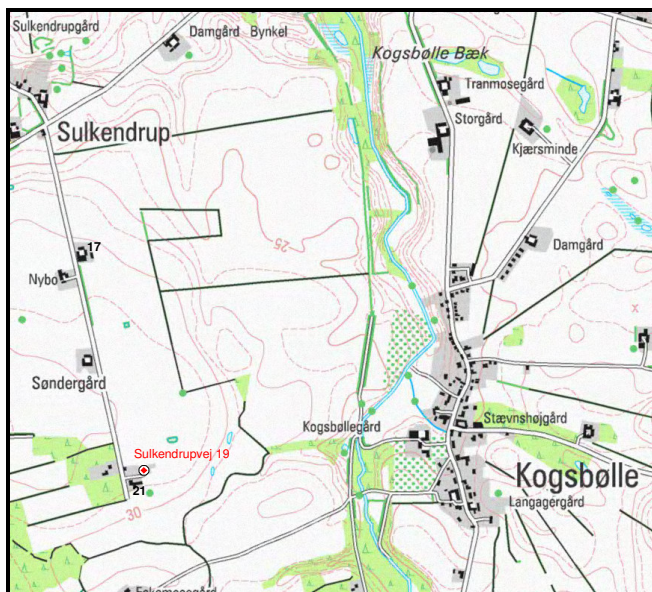 Sulkendrupgård
Damgård Bynkel
Kogsbølle Bæk
Tranmosegård
Storgård
Kjærsminde
Sulkendrup
17
25
Damgård
Nybo
Søndergård
Stævnshøjgård
Kogsbøllegård
Sulkendrupvej 19
Kogsbølle
21
Langagergård
30